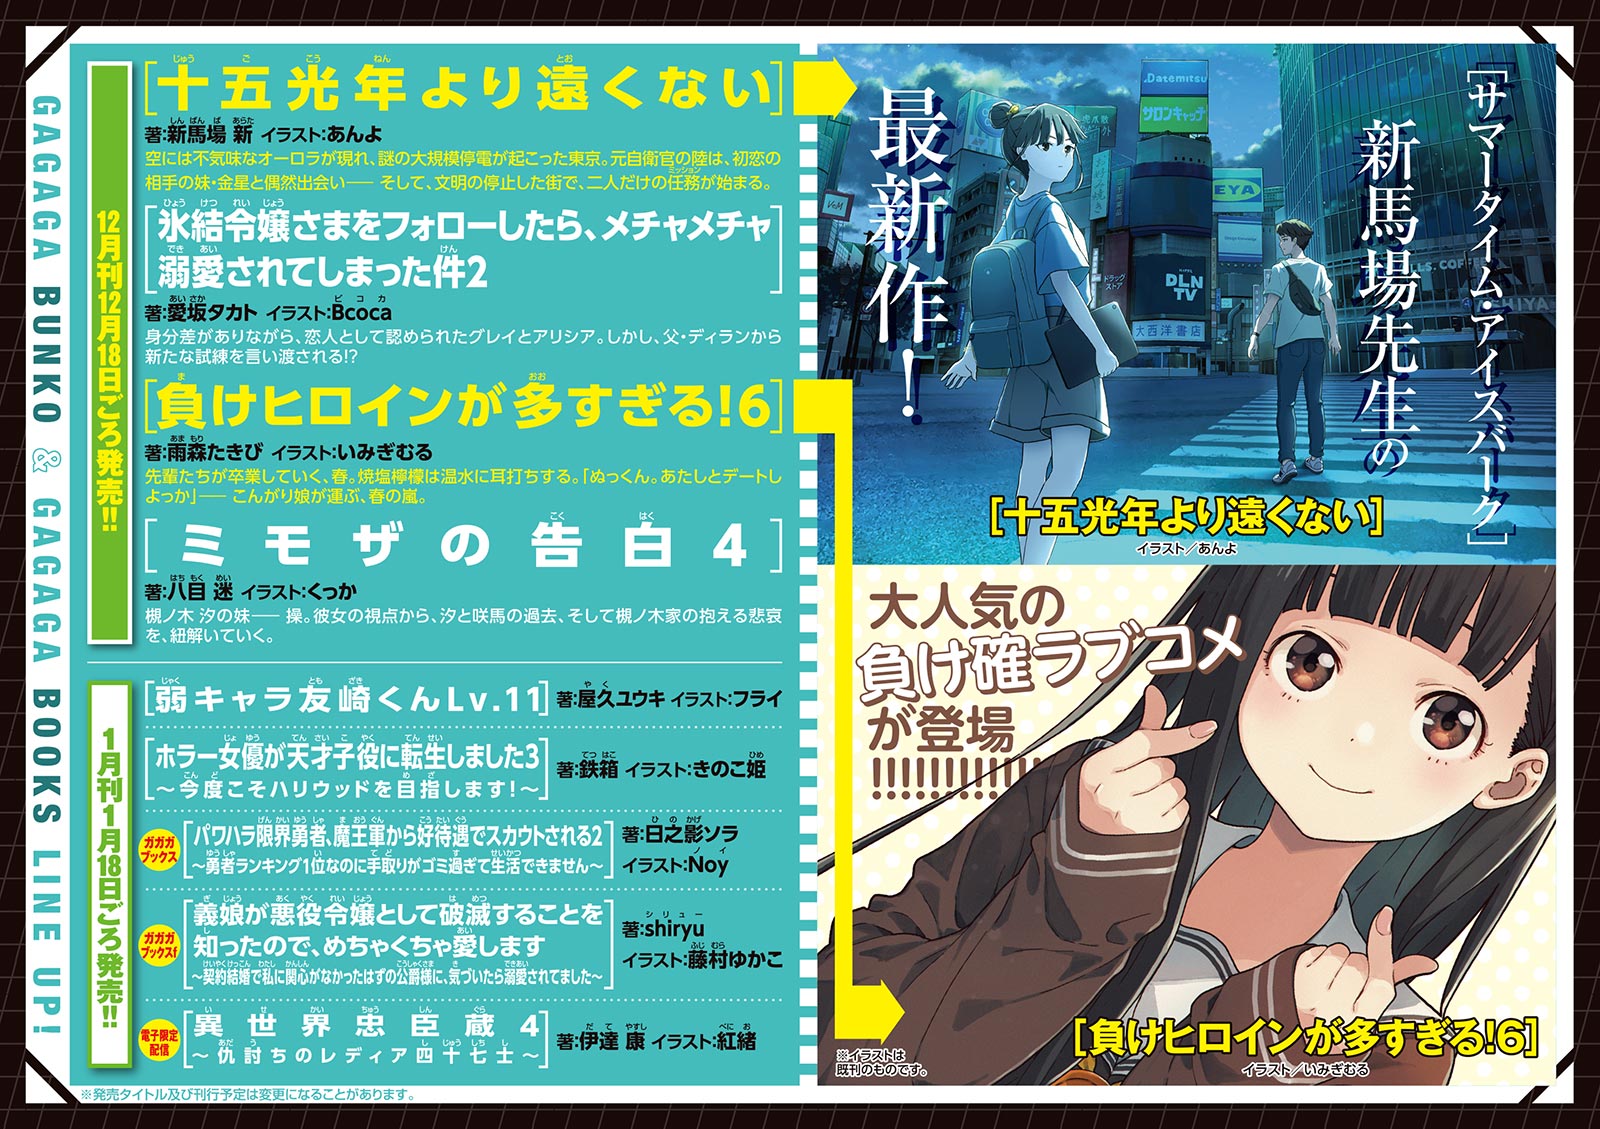 GAGAGA BUNKO & GAGAGA BOOKS LINE UP!
12月刊12月18日ごろ発売!!
[十五光年より遠くない]
著:新馬場 新 イラスト:あんよ
空には不気味なオーロラが現れ、謎の大規模停電が起こった東京。元自衛官の陸は、初恋の
相手の妹・金星と偶然出会い── そして、文明の停止した街で、二人だけの任務が始まる。
[氷結令嬢さまをフォローしたら、メチャメチャ
溺愛されてしまった件2]
著:愛坂タカト イラスト:Bcoca
身分差がありながら、恋人として認められたグレイとアリシア。しかし、父・ディランから
新たな試練を言い渡される!?
[負けヒロインが多すぎる!6]
著:雨森たきび イラスト:いみぎむる
先輩たちが卒業していく、春。焼塩檸檬は温水に耳打ちする。「ぬっくん。あたしとデートし
よっか」── こんがり娘が運ぶ、春の嵐。
[ミモザの告白4]
著:八目 迷 イラスト:くっか
槻ノ木 汐の妹── 操。彼女の視点から、汐と咲馬の過去、そして槻ノ木家の抱える悲哀
を、紐解いていく。
1月刊1月18日ごろ発売!!
[弱キャラ友崎くんLv.11] 著:屋久ユウキ イラスト:フライ
[ホラー女優が天才子役に転生しました3
～今度こそハリウッドを目指します!～]
著:鉄箱 イラスト:きのこ姫
ガガガ
ブックス
[パワハラ限界勇者、魔王軍から好待遇でスカウトされる2
～勇者ランキング1位なのに手取りがゴミ過ぎて生活できません～]
著:日之影ソラ
イラスト:Noy
ガガガ
ブックスf
[義娘が悪役令嬢として破滅することを
知ったので、めちゃくちゃ愛します
～契約結婚で私に関心がなかったはずの公爵様に、気づいたら溺愛されてました～]
著:shiryu
イラスト:藤村ゆかこ
電子限定
配信
[異世界忠臣蔵4
～仇討ちのレディア四十七士～]
著:伊達 康 イラスト:紅緒
※発売タイトル及び刊行予定は変更になることがあります。
[サマータイム・アイスバーグ]
新馬場先生の
最新作!
Datemitsu
サロンキャッチ
EYA
V&M
DLN
TV
ドラッグ
ストア
大西洋書店
LLS. COFFEE
[十五光年より遠くない]
イラスト／あんよ
大人気の
負け確ラブコメ
が登場
!!!!!!!!!!!
[負けヒロインが多すぎる!6]
イラスト／いみぎむる
※イラストは
既刊のものです。